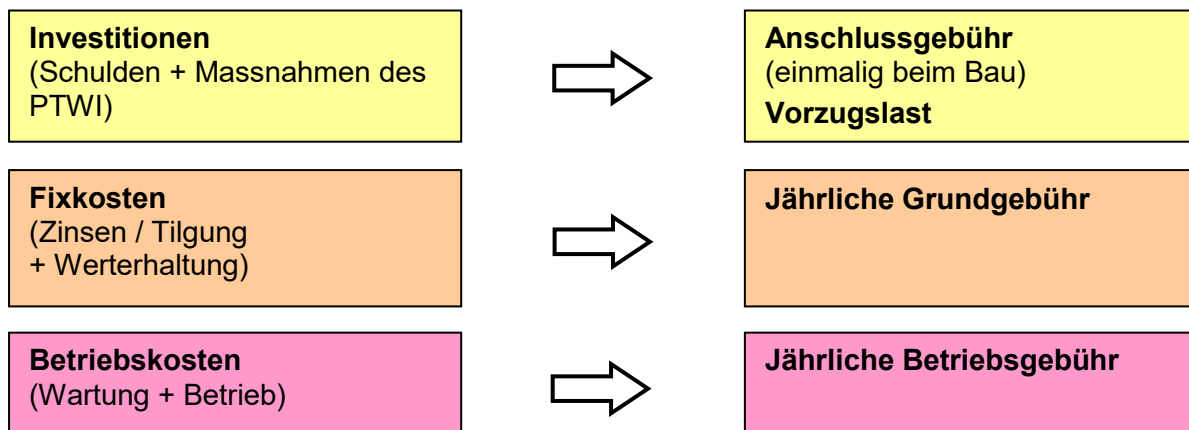 Investitionen
(Schulden + Massnahmen des
PTWI)
Anschlussgebühr
(einmalig beim Bau)
Vorzugslast
Fixkosten
(Zinsen / Tilgung
+ Werterhaltung)
Jährliche Grundgebühr
Betriebskosten
(Wartung + Betrieb)
Jährliche Betriebsgebühr